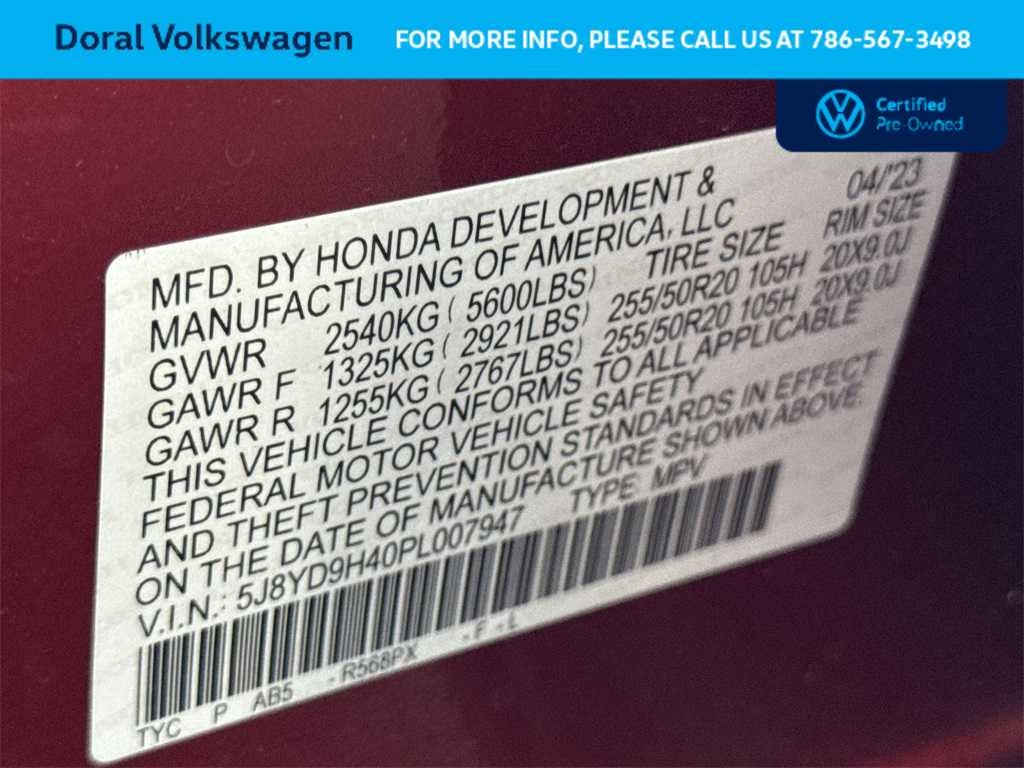 Doral Volkswagen
FOR MORE INFO, PLEASE CALL US AT 786-567-3498
Certified
Pre-Owned
04/'23
MFD. BY HONDA DEVELOPMENT &
MANUFACTURING OF AMERICA, LLC
GVWR 2540KG ( 5600LBS) TIRE SIZE RIM SIZE
GAWR F 1325KG ( 2921LBS) 255/50R20 105H 20X9.0J
GAWR R 1255KG ( 2767LBS) 255/50R20 105H 20X9.0J
THIS VEHICLE CONFORMS TO ALL APPLICABLE
FEDERAL MOTOR VEHICLE SAFETY
AND THEFT PREVENTION STANDARDS IN EFFECT
ON THE DATE OF MANUFACTURE SHOWN ABOVE.
V.I.N.: 5J8YD9H40PL007947 TYPE: MPV
TYC P AB5 - R568PX - F - L